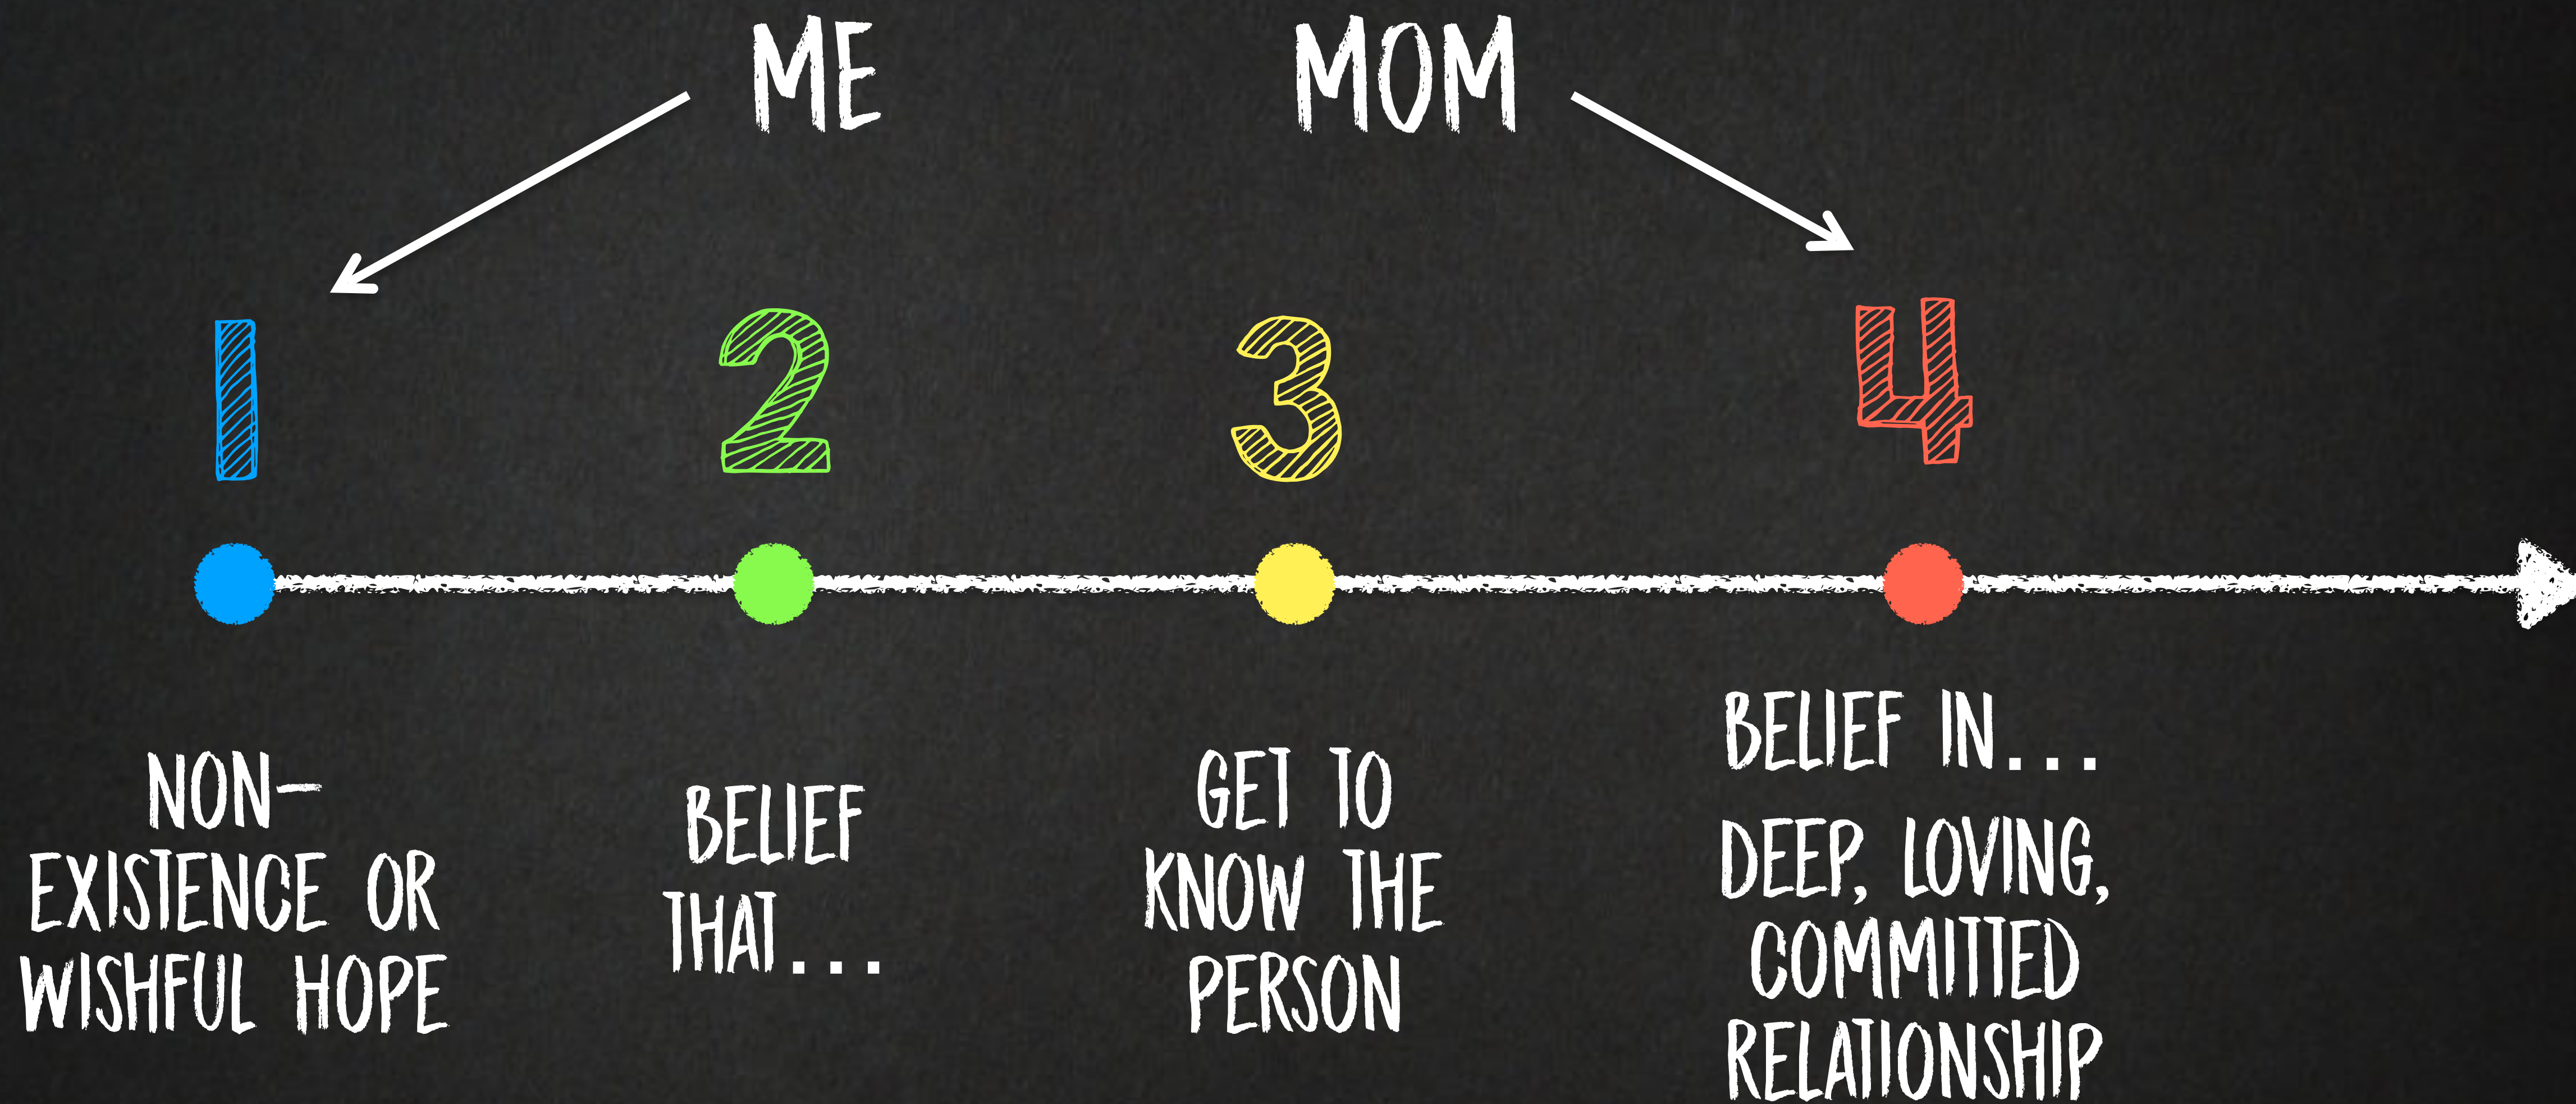 ME
MOM
1
2
3
4
NON-
EXISTENCE OR
WISHFUL HOPE
BELIEF
THAT...
GET TO
KNOW THE
PERSON
BELIEF IN...
DEEP, LOVING,
COMMITTED
RELATIONSHIP